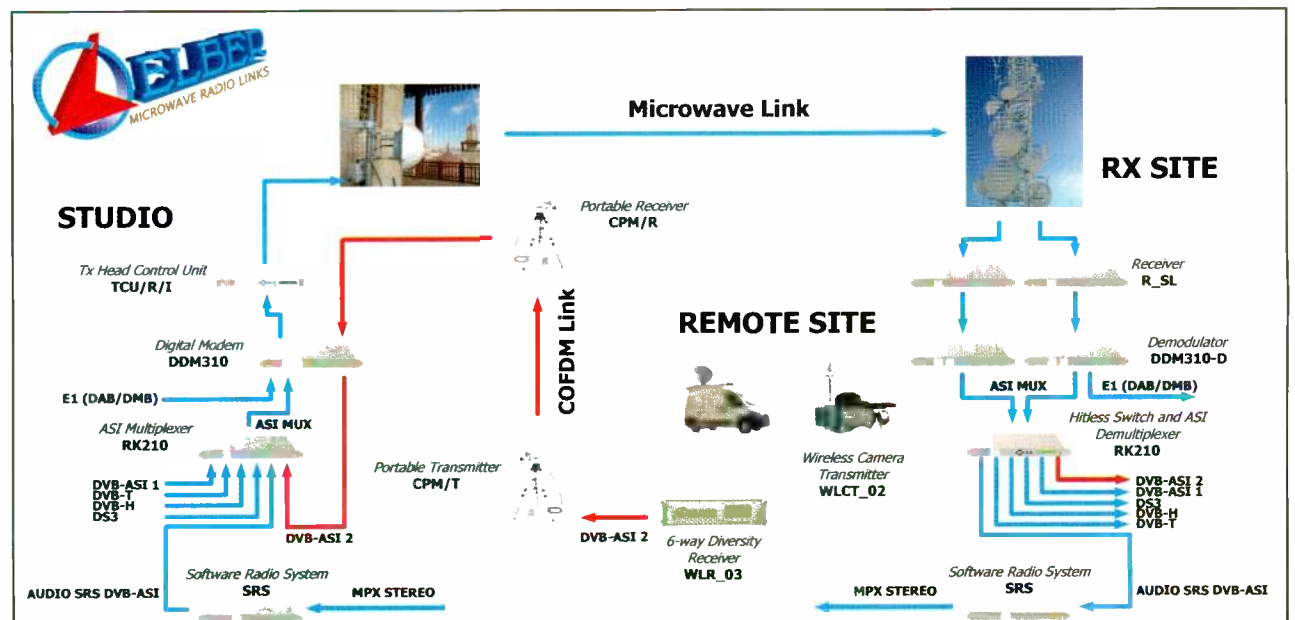 ELBER
MICROWAVE RADIO LINKS
Microwave Link
RX SITE
STUDIO
Portable Receiver
CPM/R
Tx Head Control Unit
TCU/R/I
Receiver
R_SL
COFDM Link
REMOTE SITE
Digital Modem
DDM310
Demodulator
DDM310-D
E1 (DAB/DMB)
ASI MUX
ASI MUX
E1 (DAB/DMB)
ASI Multiplexer
RK210
Hitless Switch and ASI
Demultiplexer
RK210
Portable Transmitter
CPM/T
Wireless Camera
Transmitter
WLCT_02
DVB-ASI 1
DVB-T
DVB-H
DS3
DVB-ASI 2
DVB-ASI 1
DS3
DVB-H
DVB-T
DVB-ASI 2
DVB-ASI 2
6-way Diversity
Receiver
WLR_03
Software Radio System
SRS
AUDIO SRS DVB-ASI
MPX STEREO
MPX STEREO
Software Radio System
SRS
AUDIO SRS DVB-ASI